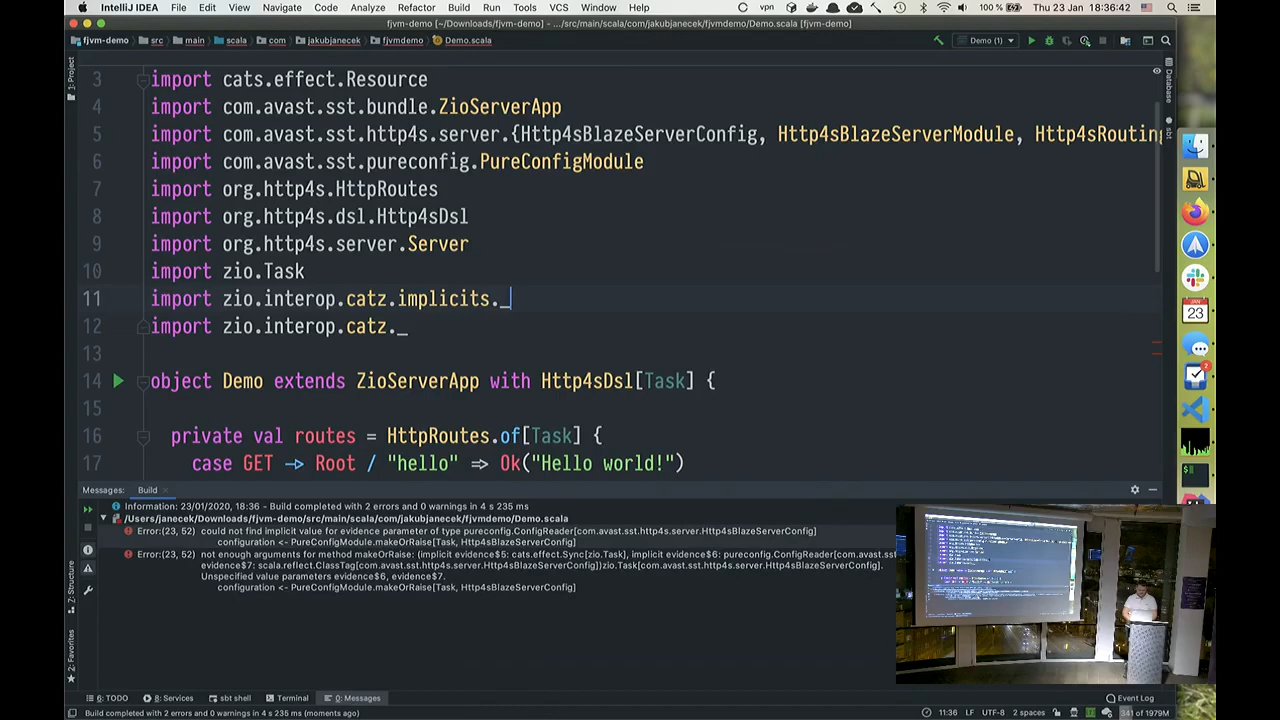 IntelliJ IDEA File Edit View Navigate Code Analyze Refactor Build Run Tools VCS Window Help vpn 100 % Thu 23 Jan 18:36:42
fjvm-demo [~/Downloads/fjvm-demo] – .../src/main/scala/com/jakubjanecek/fjvmdemo/Demo.scala [fjvm-demo]
fjvm-demo src main scala com jakubjanecek fjvmdemo Demo.scala Demo (1)
1: Project
Database
sbt
3 import cats.effect.Resource
4 import com.avast.sst.bundle.ZioServerApp
5 import com.avast.sst.http4s.server.{Http4sBlazeServerConfig, Http4sBlazeServerModule, Http4sRouting
6 import com.avast.sst.pureconfig.PureConfigModule
7 import org.http4s.HttpRoutes
8 import org.http4s.dsl.Http4sDsl
9 import org.http4s.server.Server
10 import zio.Task
11 import zio.interop.catz.implicits._
12 import zio.interop.catz._
13
14 object Demo extends ZioServerApp with Http4sDsl[Task] {
15
16 private val routes = HttpRoutes.of[Task] {
17 case GET → Root / "hello" ⇒ Ok("Hello world!")
JAN
23
2
Messages: Build ×
Information: 23/01/2020, 18:36 - Build completed with 2 errors and 0 warnings in 4 s 235 ms
/Users/janecek/Downloads/fjvm-demo/src/main/scala/com/jakubjanecek/fjvmdemo/Demo.scala
Error:(23, 52) could not find implicit value for evidence parameter of type pureconfig.ConfigReader[com.avast.sst.http4s.server.Http4sBlazeServerConfig]
configuration <- PureConfigModule.makeOrRaise[Task, Http4sBlazeServerConfig]
Error:(23, 52) not enough arguments for method makeOrRaise: (implicit evidence$5: cats.effect.Sync[zio.Task], implicit evidence$6: pureconfig.ConfigReader[com.avast.sst
evidence$7: scala.reflect.ClassTag[com.avast.sst.http4s.server.Http4sBlazeServerConfig])zio.Task[com.avast.sst.http4s.server.Http4sBlazeServerConfig].
Unspecified value parameters evidence$6, evidence$7.
configuration <- PureConfigModule.makeOrRaise[Task, Http4sBlazeServerConfig]
Z: Structure
2: Favorites
6: TODO 8: Services sbt shell Terminal 0: Messages Event Log
Build completed with 2 errors and 0 warnings in 4 s 235 ms (moments ago) 11:36 LF UTF-8 2 spaces 341 of 1979M